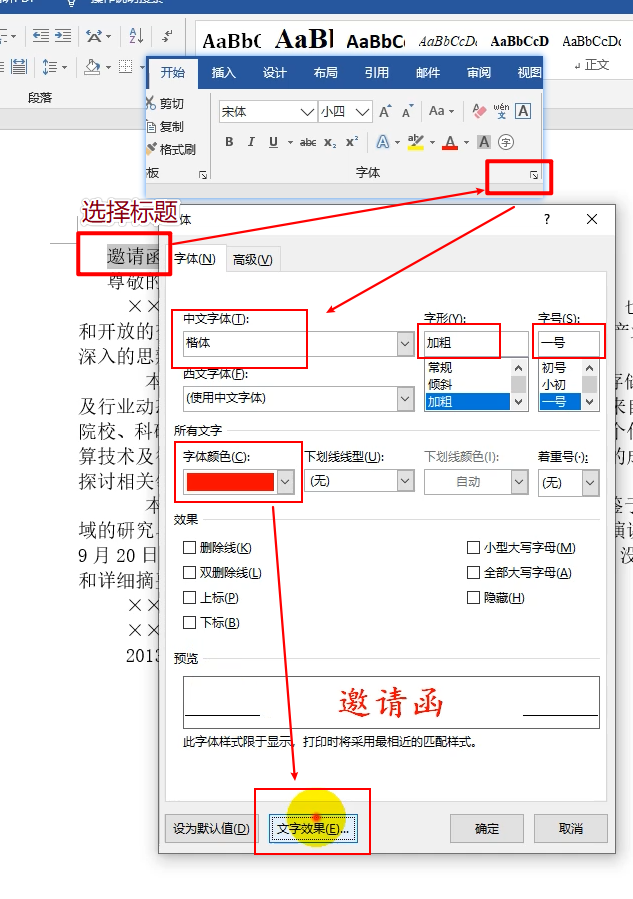 AaBbC AaBl AaBbC AaBbCcDc AaBbCcD AaBbCcDc
正文
段落
开始 插入 设计 布局 引用 邮件 审阅 视图
剪切
复制
格式刷
板
宋体 小四 Aa wén 文 A
B I U abc x₂ x² A ab A A 字
字体
选择标题
体 ?
邀请函
字体(N) 高级(V)
尊敬的
××
中文字体(T): 字形(Y): 字号(S):
楷体 加粗 一号
常规 初号
倾斜 小初
加粗 一号
西文字体(F):
(使用中文字体)
和开放的
深入的思
本
及行业动
院校、科研
算技术及
探讨相关
本
域的研究
9 月 20 日
和详细摘
××
××
2013
所有文字
字体颜色(C): 下划线线型(U): 下划线颜色(I): 着重号(·):
(无) 自动 (无)
效果
删除线(K) 小型大写字母(M)
双删除线(L) 全部大写字母(A)
上标(P) 隐藏(H)
下标(B)
预览
邀请函
此字体样式限于显示，打印时将采用最相近的匹配样式。
设为默认值(D) 文字效果(E)... 确定 取消